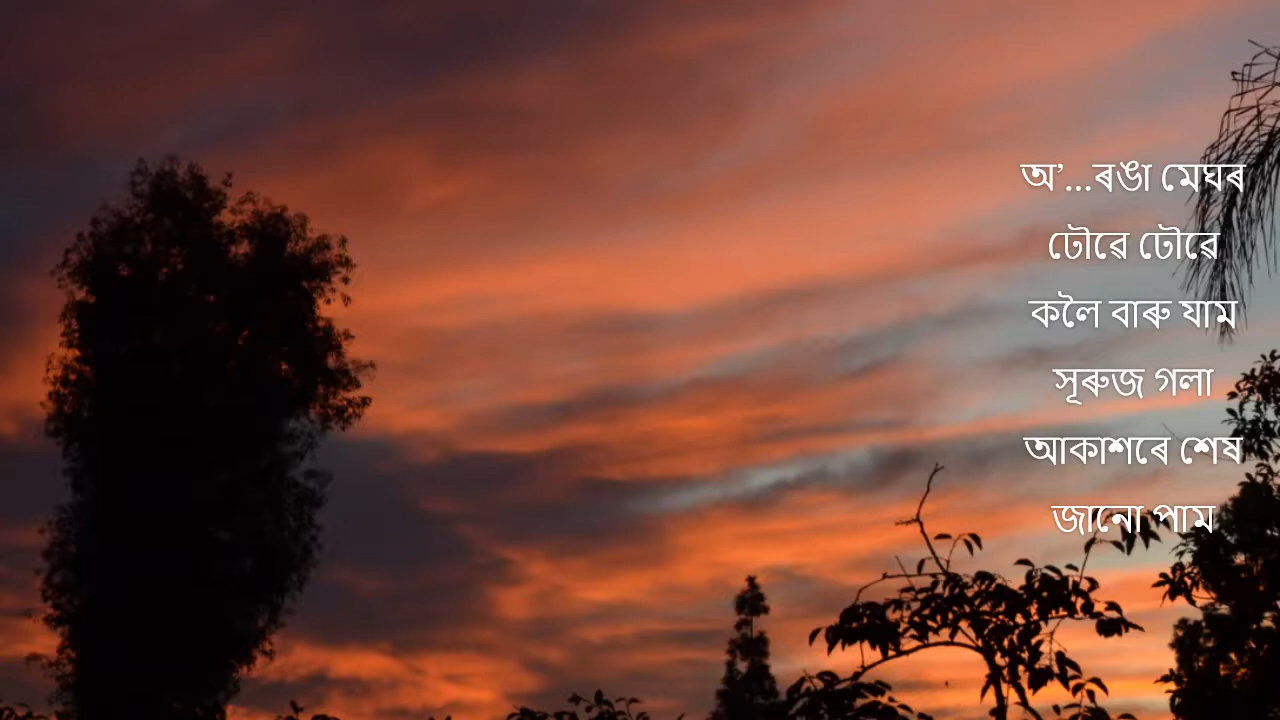 অ’...ৰঙা মেঘৰ
ঢৌৱে ঢৌৱে
কলৈ বাৰু যাম
সূৰুজ গলা
আকাশৰে শেষ
জানো পাম